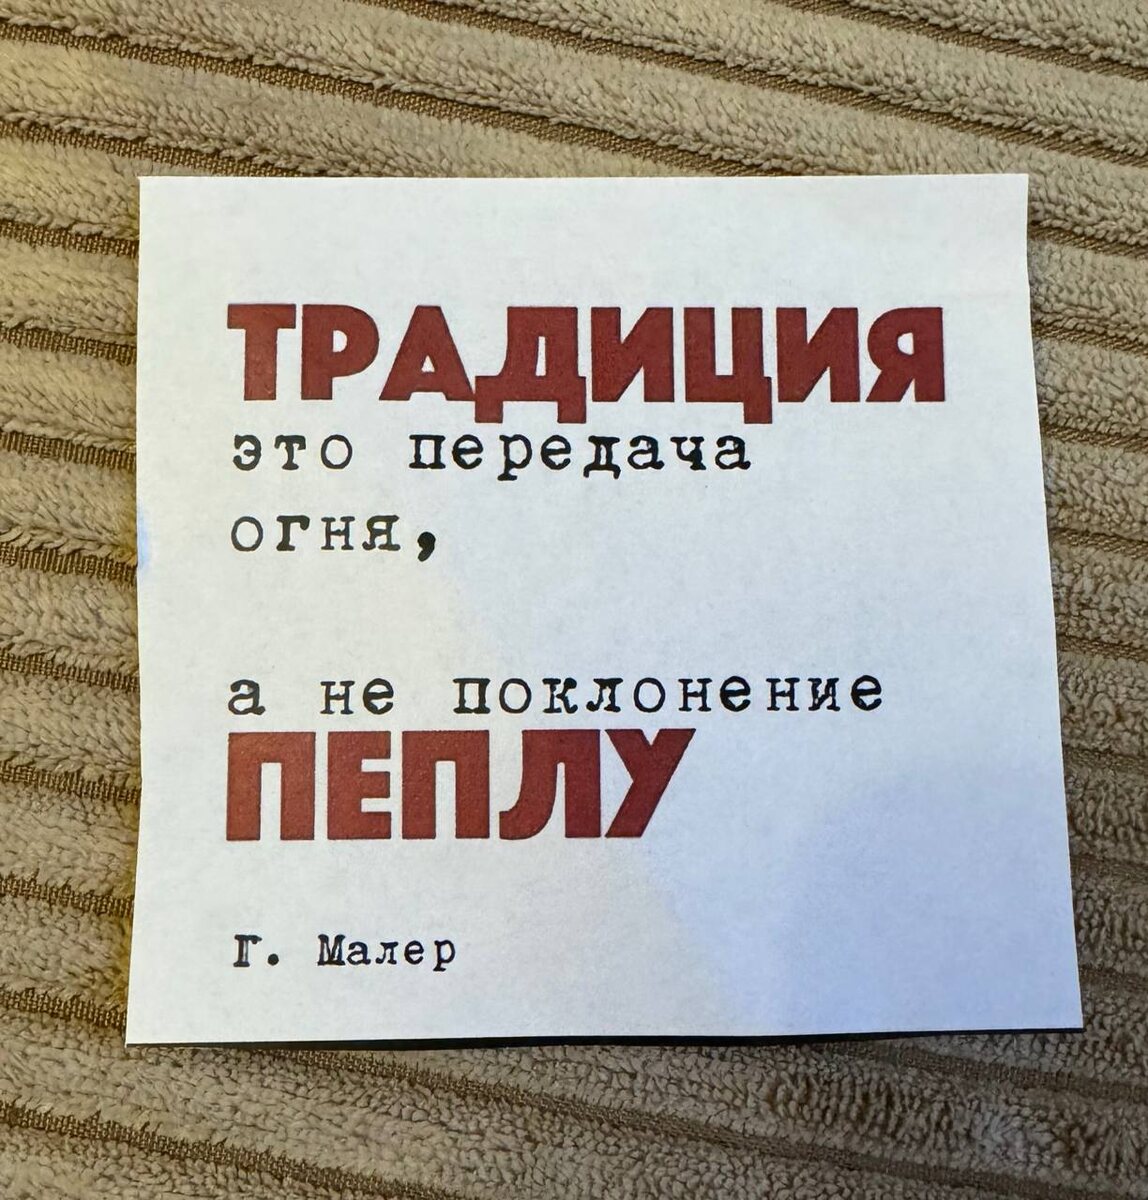 ТРАДИЦИЯ
это передача
огня,
а не поклонение
ПЕПЛУ
Г. Малер